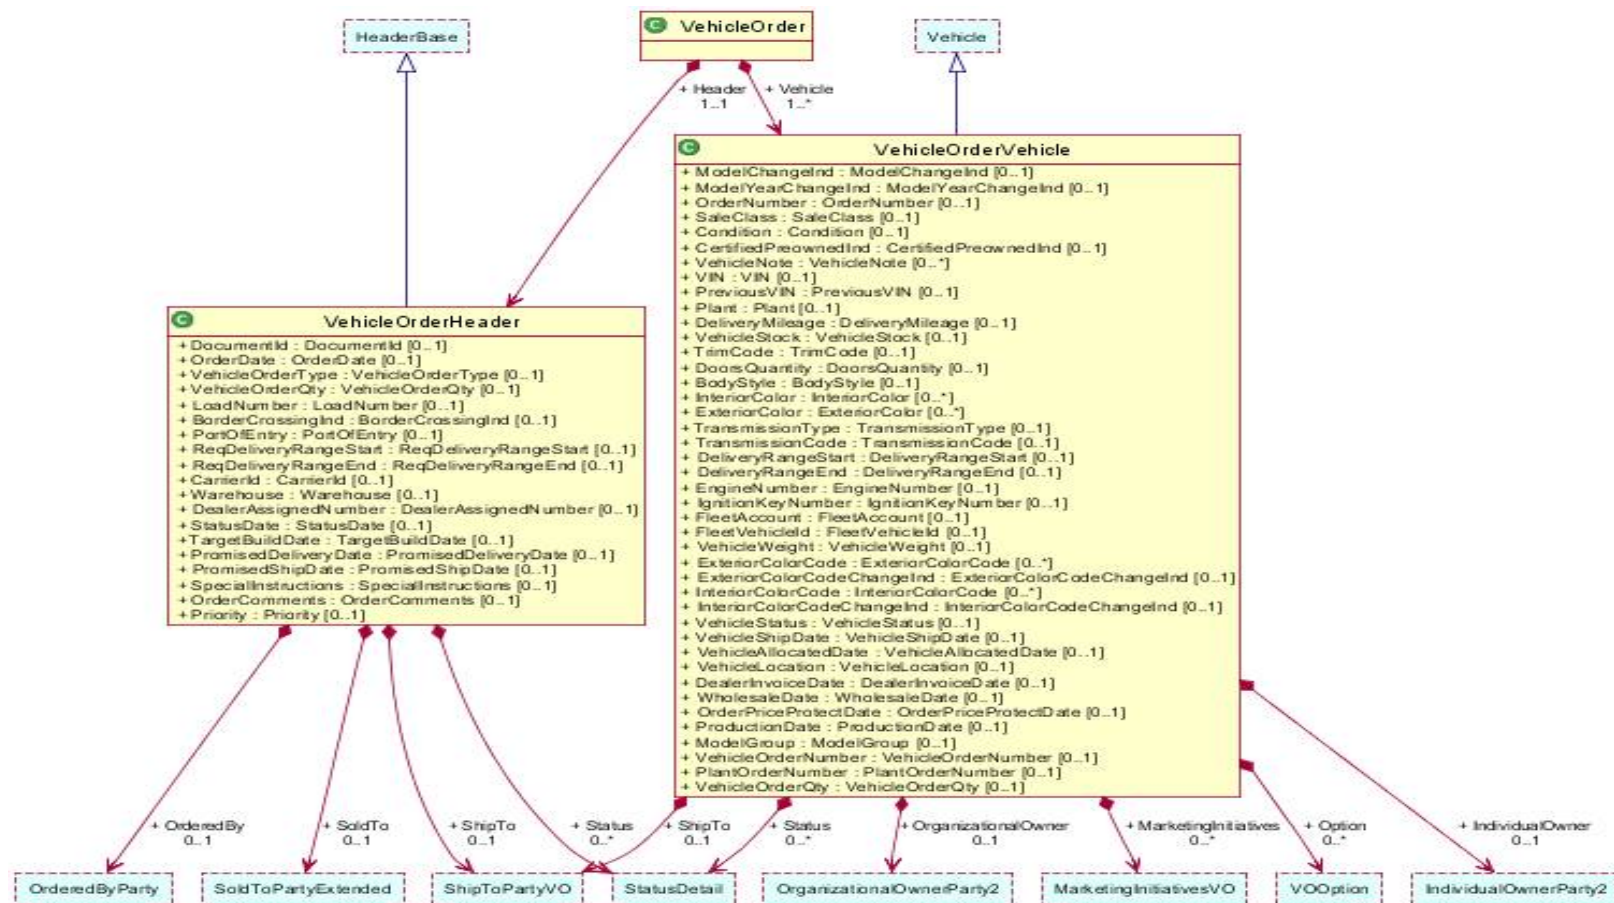 HeaderBase
C VehicleOrder
Vehicle
+ Header
1..1
+ Vehicle
1..*
C VehicleOrderVehicle
+ ModelChangeInd : ModelChangeInd [0..1]
+ ModelYearChangeInd : ModelYearChangeInd [0..1]
+ OrderNumber : OrderNumber [0..1]
+ SaleClass : SaleClass [0..1]
+ Condition : Condition [0..1]
+ CertifiedPreownedInd : CertifiedPreownedInd [0..1]
+ VehicleNote : VehicleNote [0..*]
+ VIN : VIN [0..1]
+ PreviousVIN : PreviousVIN [0..1]
+ Plant : Plant [0..1]
+ DeliveryMileage : DeliveryMileage [0..1]
+ VehicleStock : VehicleStock [0..1]
+ TrimCode : TrimCode [0..1]
+ DoorsQuantity : DoorsQuantity [0..1]
+ BodyStyle : BodyStyle [0..1]
+ InteriorColor : InteriorColor [0..*]
+ ExteriorColor : ExteriorColor [0..*]
+ TransmissionType : TransmissionType [0..1]
+ TransmissionCode : TransmissionCode [0..1]
+ DeliveryRangeStart : DeliveryRangeStart [0..1]
+ DeliveryRangeEnd : DeliveryRangeEnd [0..1]
+ EngineNumber : EngineNumber [0..1]
+ IgnitionKeyNumber : IgnitionKeyNumber [0..1]
+ FleetAccount : FleetAccount [0..1]
+ FleetVehicleId : FleetVehicleId [0..1]
+ VehicleWeight : VehicleWeight [0..1]
+ ExteriorColorCode : ExteriorColorCode [0..*]
+ ExteriorColorCodeChangeInd : ExteriorColorCodeChangeInd [0..1]
+ InteriorColorCode : InteriorColorCode [0..*]
+ InteriorColorCodeChangeInd : InteriorColorCodeChangeInd [0..1]
+ VehicleStatus : VehicleStatus [0..1]
+ VehicleShipDate : VehicleShipDate [0..1]
+ VehicleAllocatedDate : VehicleAllocatedDate [0..1]
+ VehicleLocation : VehicleLocation [0..1]
+ DealerInvoiceDate : DealerInvoiceDate [0..1]
+ WholesaleDate : WholesaleDate [0..1]
+ OrderPriceProtectDate : OrderPriceProtectDate [0..1]
+ ProductionDate : ProductionDate [0..1]
+ ModelGroup : ModelGroup [0..1]
+ VehicleOrderNumber : VehicleOrderNumber [0..1]
+ PlantOrderNumber : PlantOrderNumber [0..1]
+ VehicleOrderQty : VehicleOrderQty [0..1]
C VehicleOrderHeader
+ DocumentId : DocumentId [0..1]
+ OrderDate : OrderDate [0..1]
+ VehicleOrderType : VehicleOrderType [0..1]
+ VehicleOrderQty : VehicleOrderQty [0..1]
+ LoadNumber : LoadNumber [0..1]
+ BorderCrossingInd : BorderCrossingInd [0..1]
+ PortOfEntry : PortOfEntry [0..1]
+ ReqDeliveryRangeStart : ReqDeliveryRangeStart [0..1]
+ ReqDeliveryRangeEnd : ReqDeliveryRangeEnd [0..1]
+ CarrierId : CarrierId [0..1]
+ Warehouse : Warehouse [0..1]
+ DealerAssignedNumber : DealerAssignedNumber [0..1]
+ StatusDate : StatusDate [0..1]
+ TargetBuildDate : TargetBuildDate [0..1]
+ PromisedDeliveryDate : PromisedDeliveryDate [0..1]
+ PromisedShipDate : PromisedShipDate [0..1]
+ SpecialInstructions : SpecialInstructions [0..1]
+ OrderComments : OrderComments [0..1]
+ Priority : Priority [0..1]
+ OrderedBy
0..1
+ SoldTo
0..1
+ ShipTo
0..1
+ Status
0..*
+ ShipTo
0..1
+ Status
0..*
+ OrganizationalOwner
0..1
+ MarketingInitiatives
0..*
+ Option
0..*
+ IndividualOwner
0..1
OrderedByParty
SoldToPartyExtended
ShipToPartyVO
StatusDetail
OrganizationalOwnerParty2
MarketingInitiativesVO
VOOption
IndividualOwnerParty2